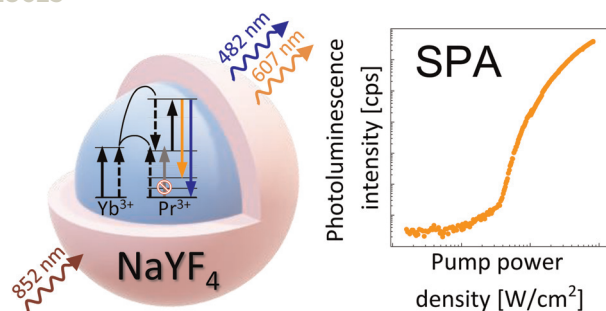 482 nm
607 nm
Yb³⁺
Pr³⁺
NaYF₄
852 nm
SPA
Photoluminescence
intensity [cps]
Pump power
density [W/cm²]